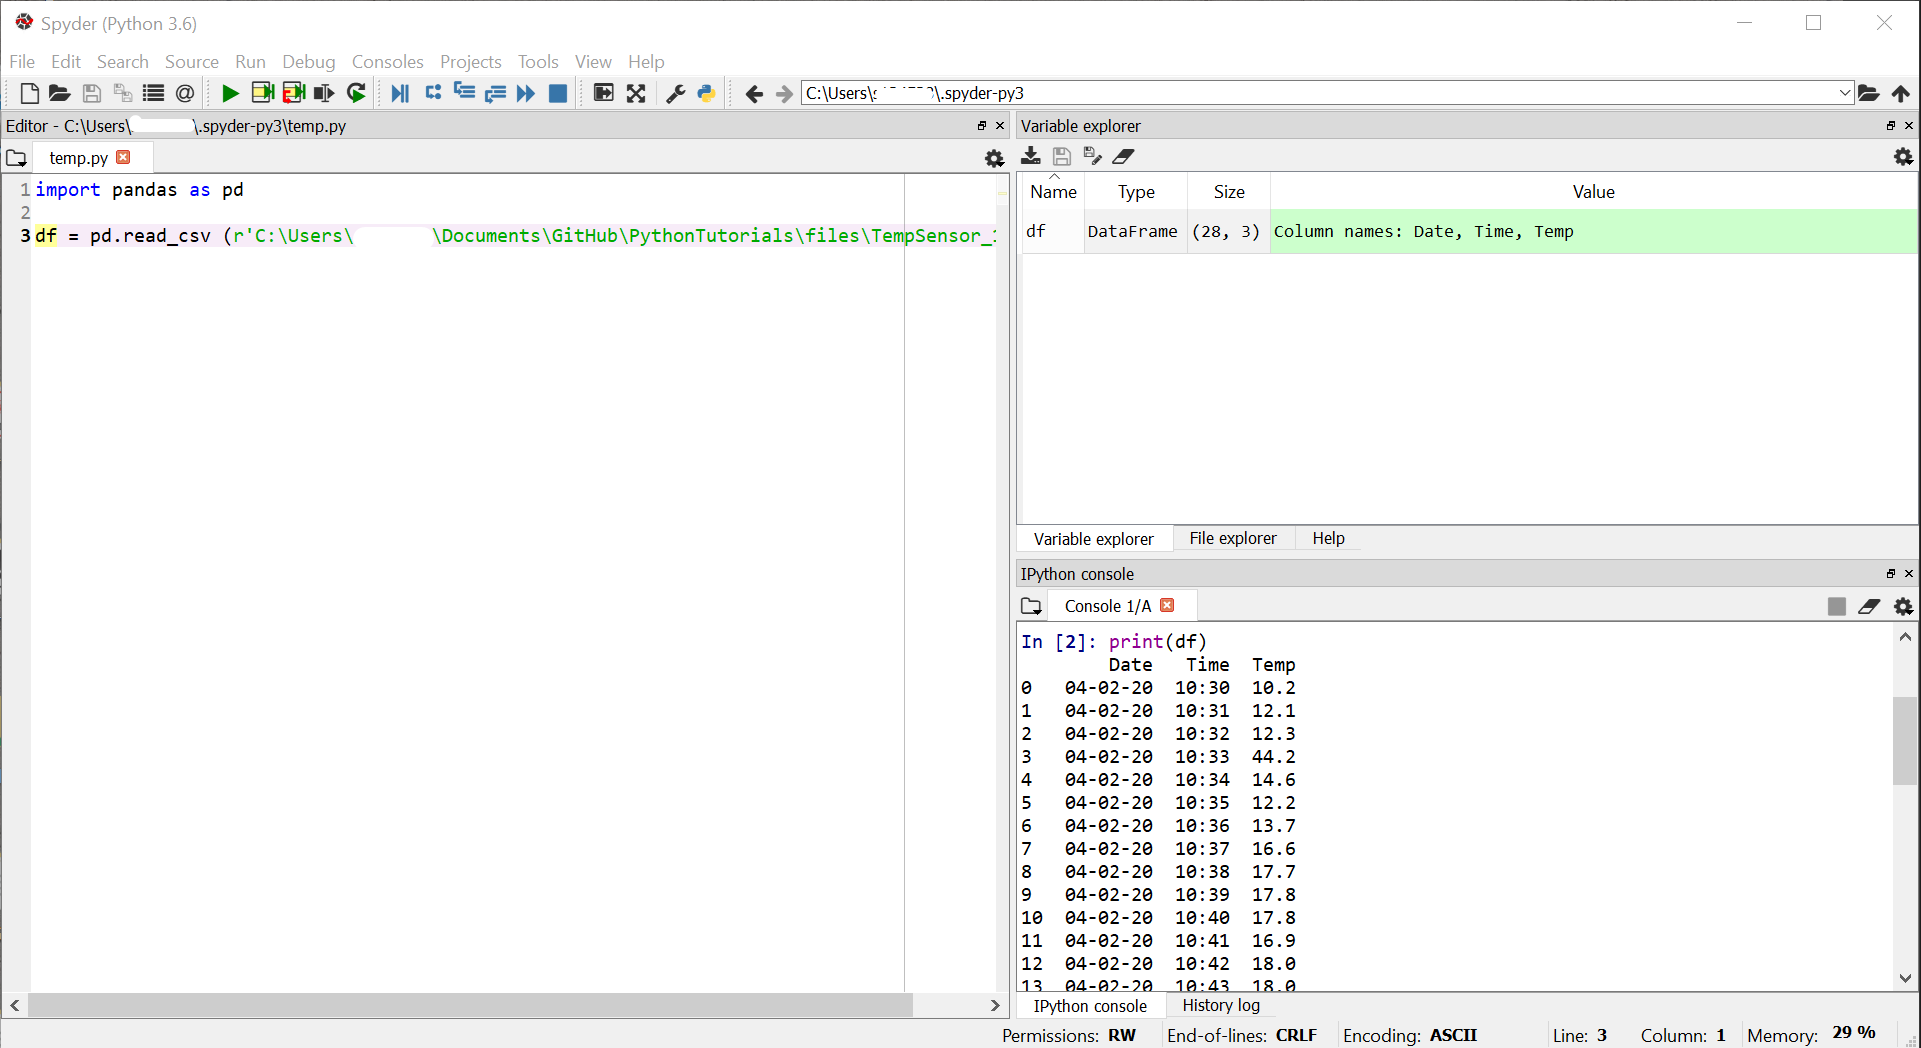 Spyder (Python 3.6)
File Edit Search Source Run Debug Consoles Projects Tools View Help
C:\Users\ \.spyder-py3
Editor - C:\Users\ \.spyder-py3\temp.py
temp.py
1 import pandas as pd
2
3 df = pd.read_csv (r'C:\Users\ \Documents\GitHub\PythonTutorials\files\TempSensor_1
Variable explorer
Name Type Size Value
df DataFrame (28, 3) Column names: Date, Time, Temp
Variable explorer File explorer Help
IPython console
Console 1/A
In [2]: print(df)
Date Time Temp
0 04-02-20 10:30 10.2
1 04-02-20 10:31 12.1
2 04-02-20 10:32 12.3
3 04-02-20 10:33 44.2
4 04-02-20 10:34 14.6
5 04-02-20 10:35 12.2
6 04-02-20 10:36 13.7
7 04-02-20 10:37 16.6
8 04-02-20 10:38 17.7
9 04-02-20 10:39 17.8
10 04-02-20 10:40 17.8
11 04-02-20 10:41 16.9
12 04-02-20 10:42 18.0
13 04-02-20 10:43 18.0
IPython console History log
Permissions: RW End-of-lines: CRLF Encoding: ASCII Line: 3 Column: 1 Memory: 29 %